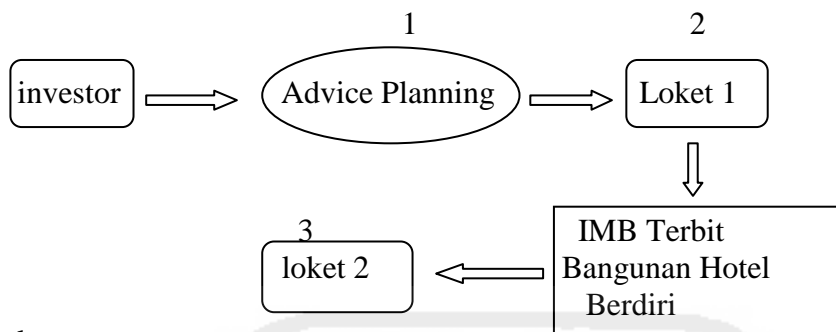 1
2
investor
Advice Planning
Loket 1
3
loket 2
IMB Terbit
Bangunan Hotel
Berdiri